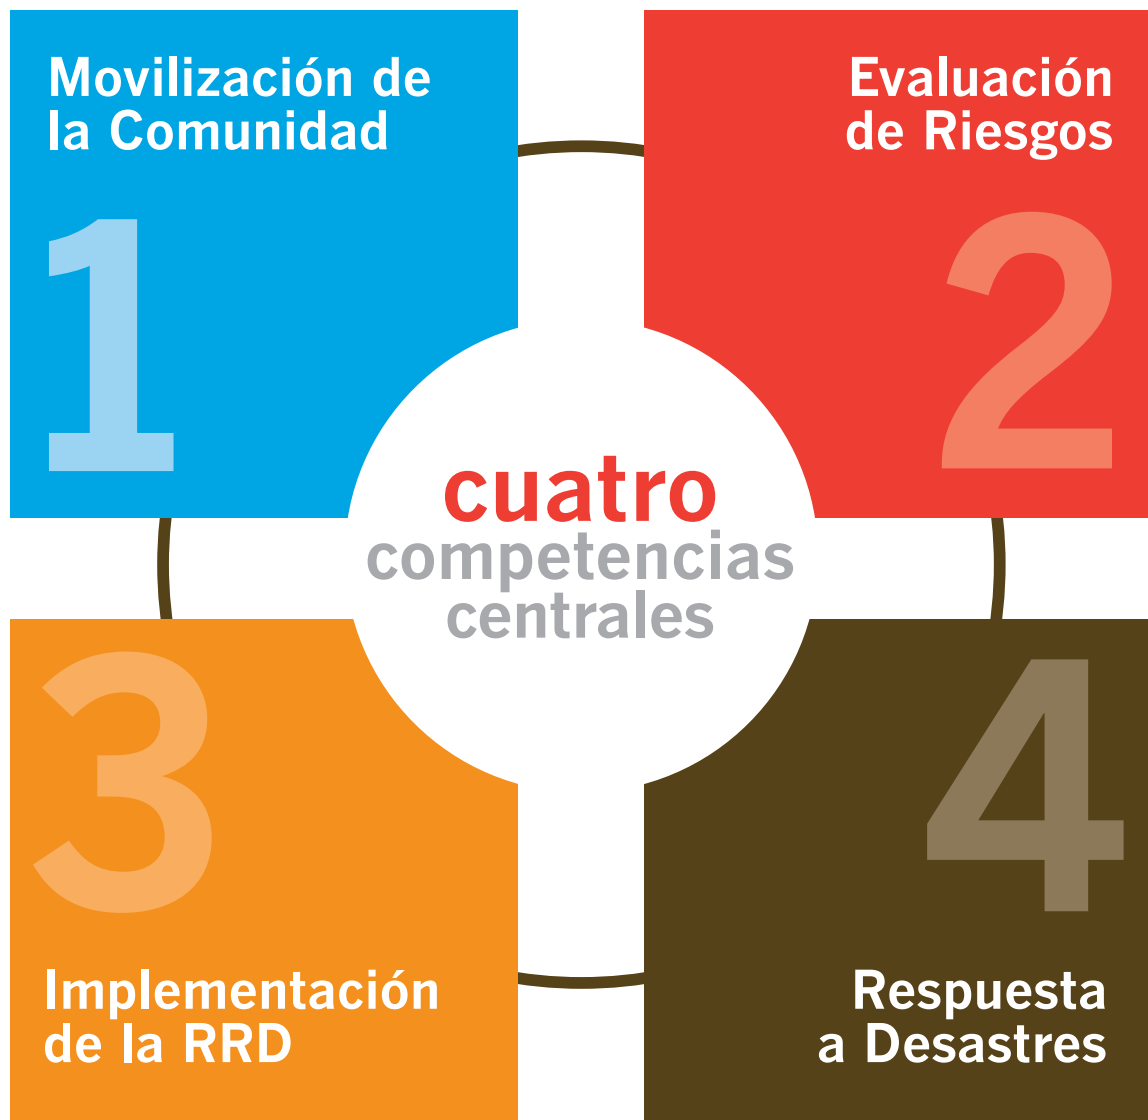 Movilización de
la Comunidad
1
Evaluación
de Riesgos
2
cuatro
competencias
centrales
3
Implementación
de la RRD
4
Respuesta
a Desastres